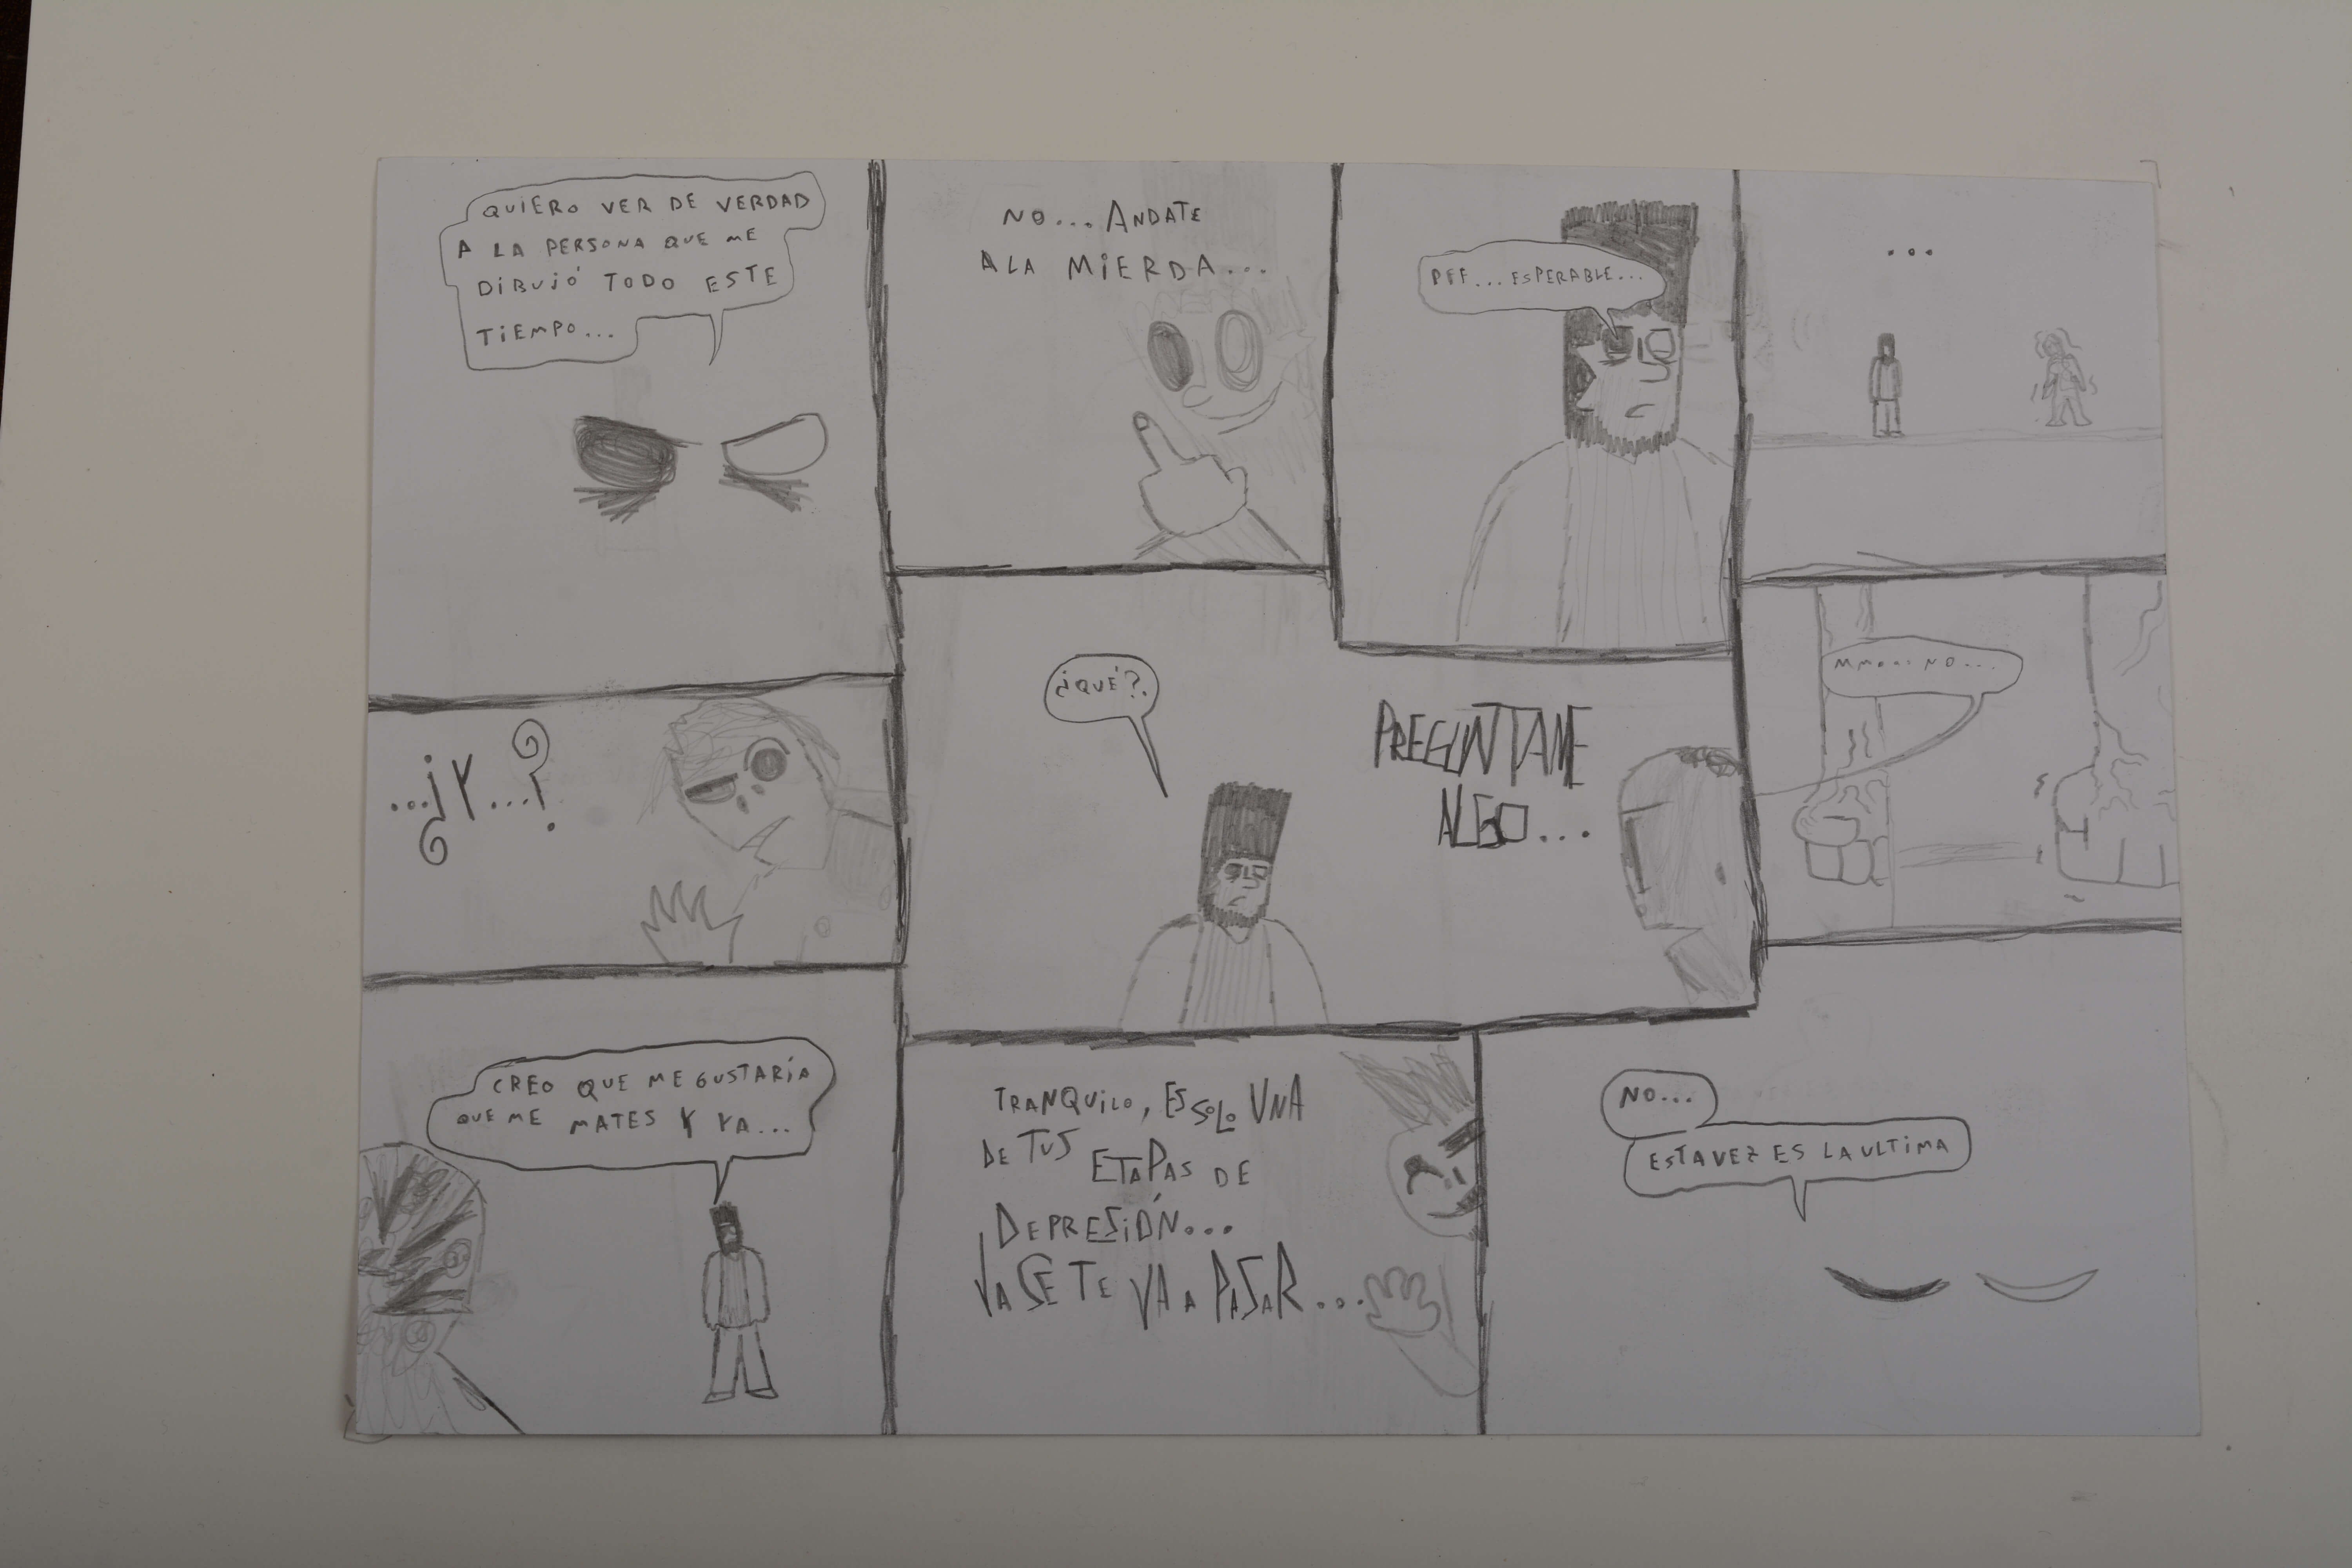 QUIERO VER DE VERDAD
A LA PERSONA QUE ME
DIBUJÓ TODO ESTE
TIEMPO...
NO... ANDATE
A LA MIERDA...
PFF... ESPERABLE...
...
...¿Y...?
¿QUÉ?.
PREGUNTAME
ALGO...
NO...
CREO QUE ME GUSTARÍA
QUE ME MATES Y YA...
TRANQUILO, ES SOLO UNA
DE TUS ETAPAS DE
DEPRESIÓN...
YA SE TE VA A PASAR...
NO...
ESTA VEZ ES LA ULTIMA